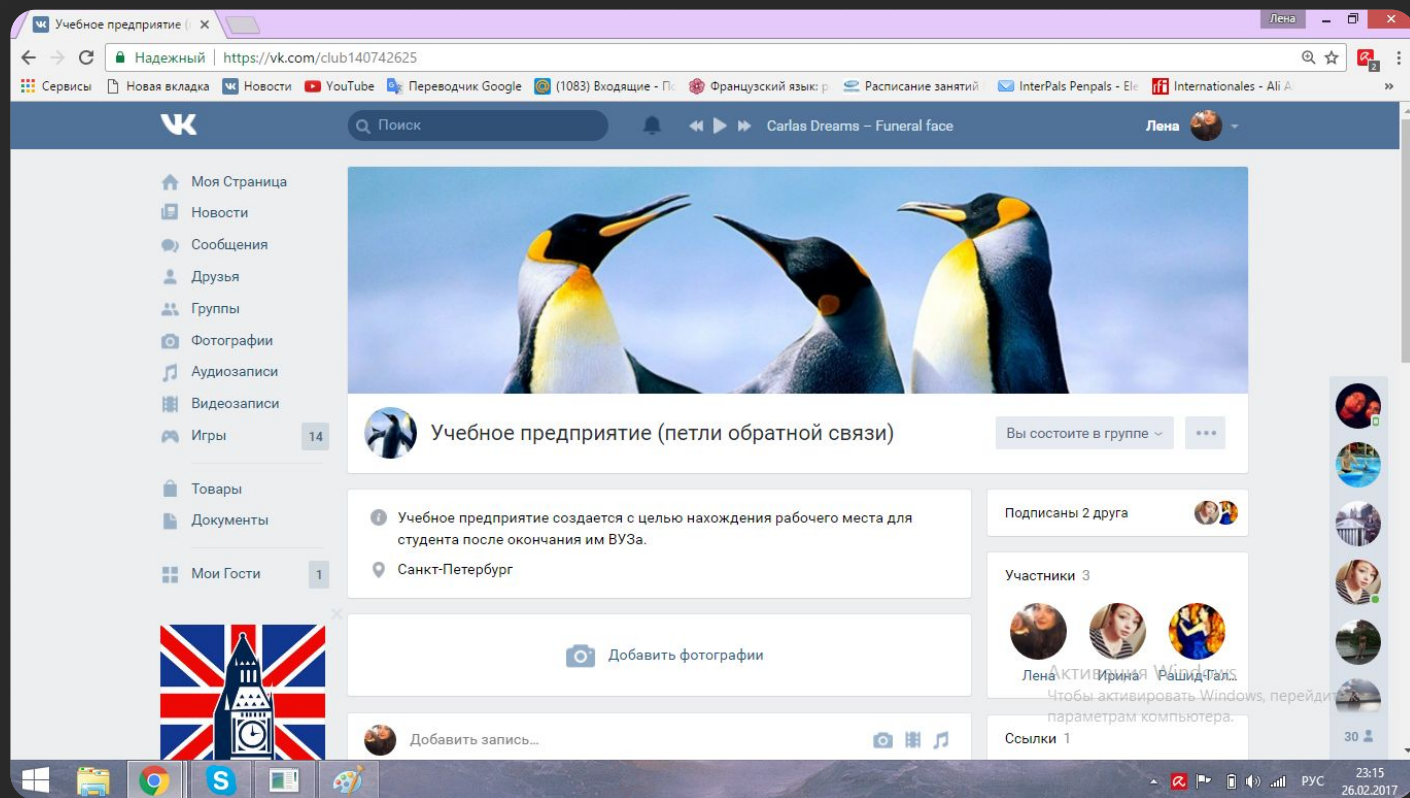 Учебное предприятие (
Лена
Надежный https://vk.com/club140742625
Сервисы Новая вкладка Новости YouTube Переводчик Google (1083) Входящие - Французский язык: Расписание занятий InterPals Penpals - Internationales - Ali
Поиск
Carlas Dreams – Funeral face
Лена
Моя Страница
Новости
Сообщения
Друзья
Группы
Фотографии
Аудиозаписи
Видеозаписи
Игры 14
Товары
Документы
Мои Гости 1
Учебное предприятие (петли обратной связи)
Вы состоите в группе
Учебное предприятие создается с целью нахождения рабочего места для
студента после окончания им ВУЗа.
Санкт-Петербург
Добавить фотографии
Добавить запись...
Подписаны 2 друга
Участники 3
Лена Ирина Рашид-Гал..
Активация Windows
Чтобы активировать Windows, перейдит
параметрам компьютера.
Ссылки 1
30
РУС
23:15
26.02.2017